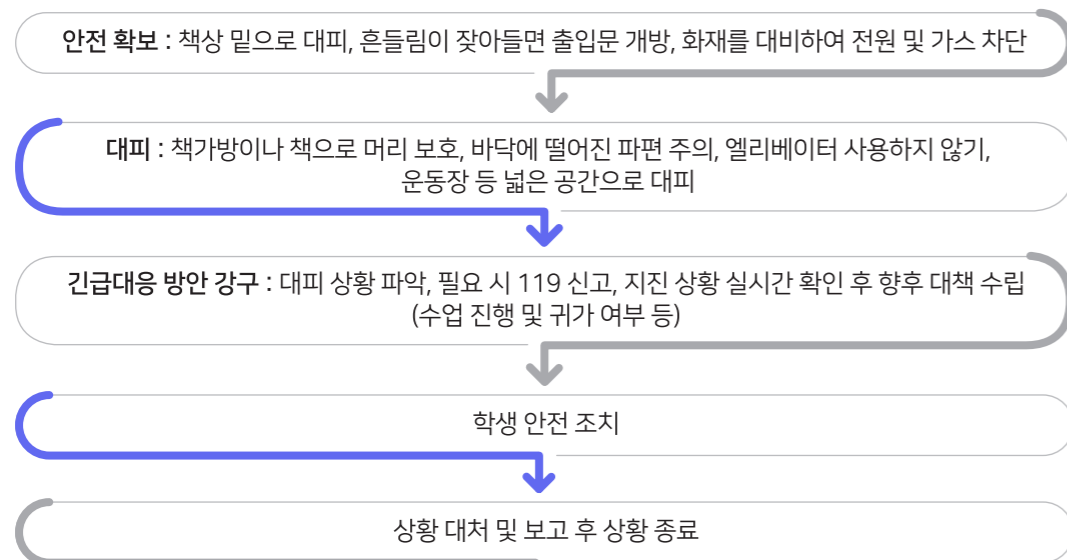 안전 확보 : 책상 밑으로 대피, 흔들림이 잦아들면 출입문 개방, 화재를 대비하여 전원 및 가스 차단
대피 : 책가방이나 책으로 머리 보호, 바닥에 떨어진 파편 주의, 엘리베이터 사용하지 않기,
운동장 등 넓은 공간으로 대피
긴급대응 방안 강구 : 대피 상황 파악, 필요 시 119 신고, 지진 상황 실시간 확인 후 향후 대책 수립
(수업 진행 및 귀가 여부 등)
학생 안전 조치
상황 대처 및 보고 후 상황 종료